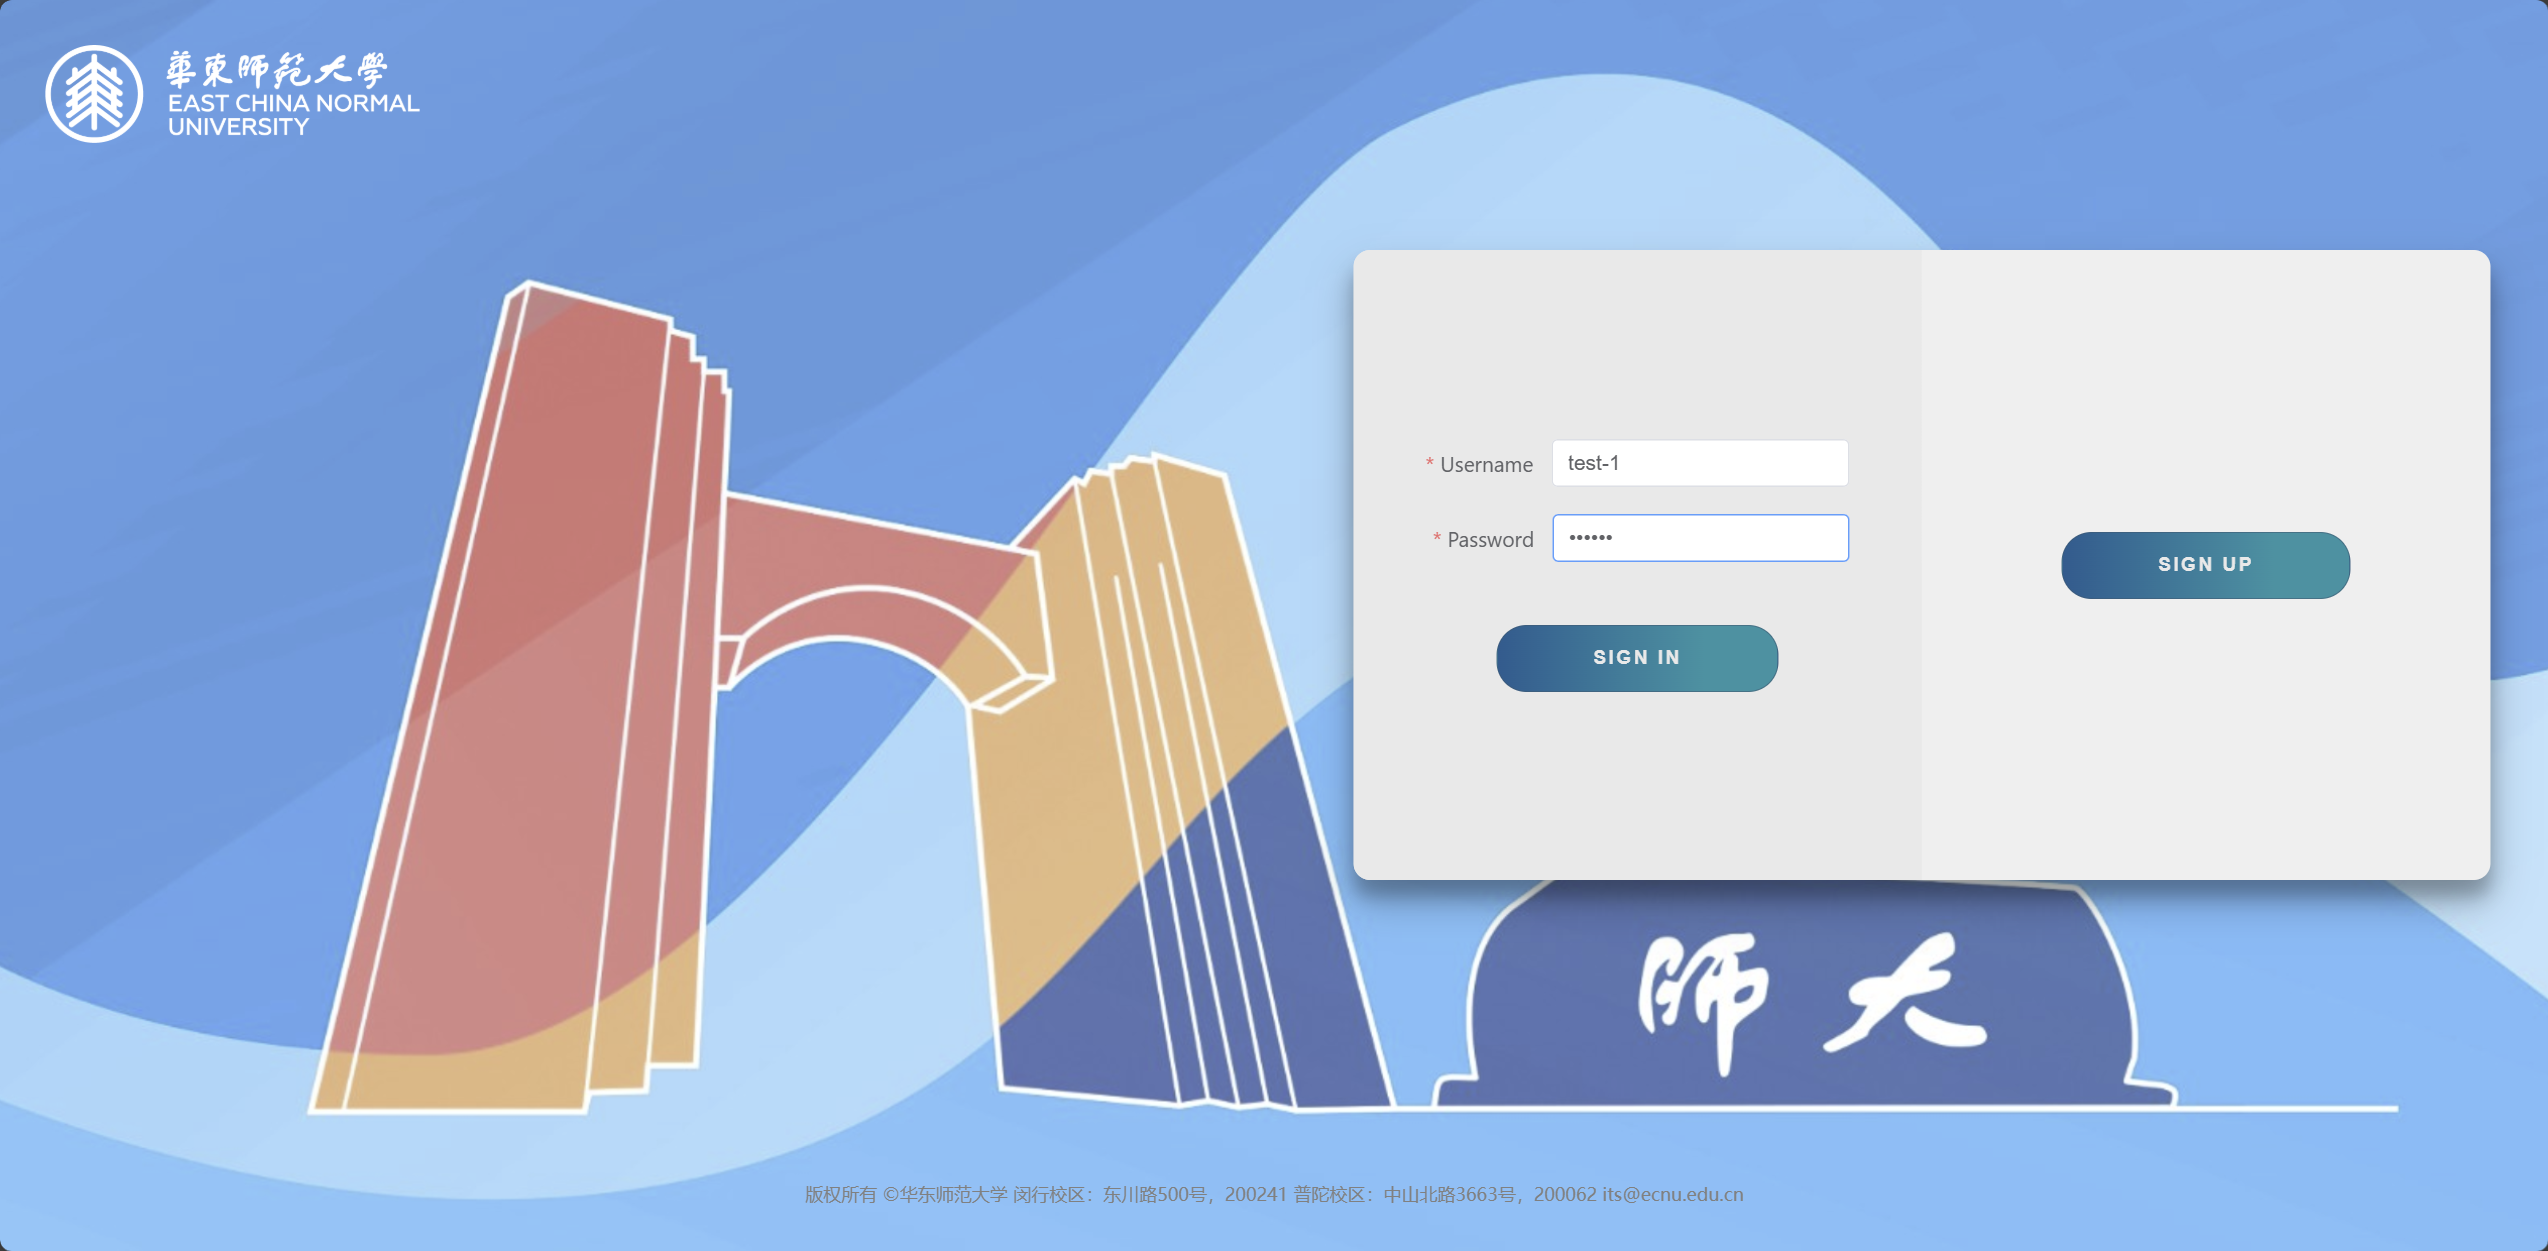 華東師範大學
EAST CHINA NORMAL
UNIVERSITY
* Username test-1
* Password ••••••
SIGN IN
SIGN UP
师大
版权所有 ©华东师范大学 闵行校区：东川路500号，200241 普陀校区：中山北路3663号，200062 its@ecnu.edu.cn